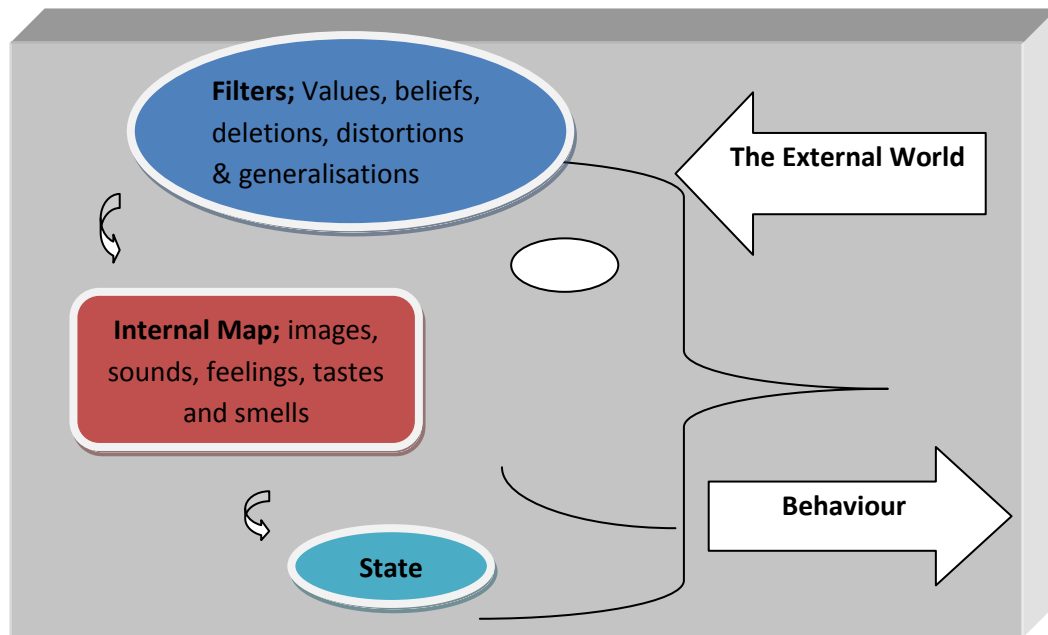 Filters; Values, beliefs,
deletions, distortions
& generalisations
The External World
Internal Map; images,
sounds, feelings, tastes
and smells
Behaviour
State